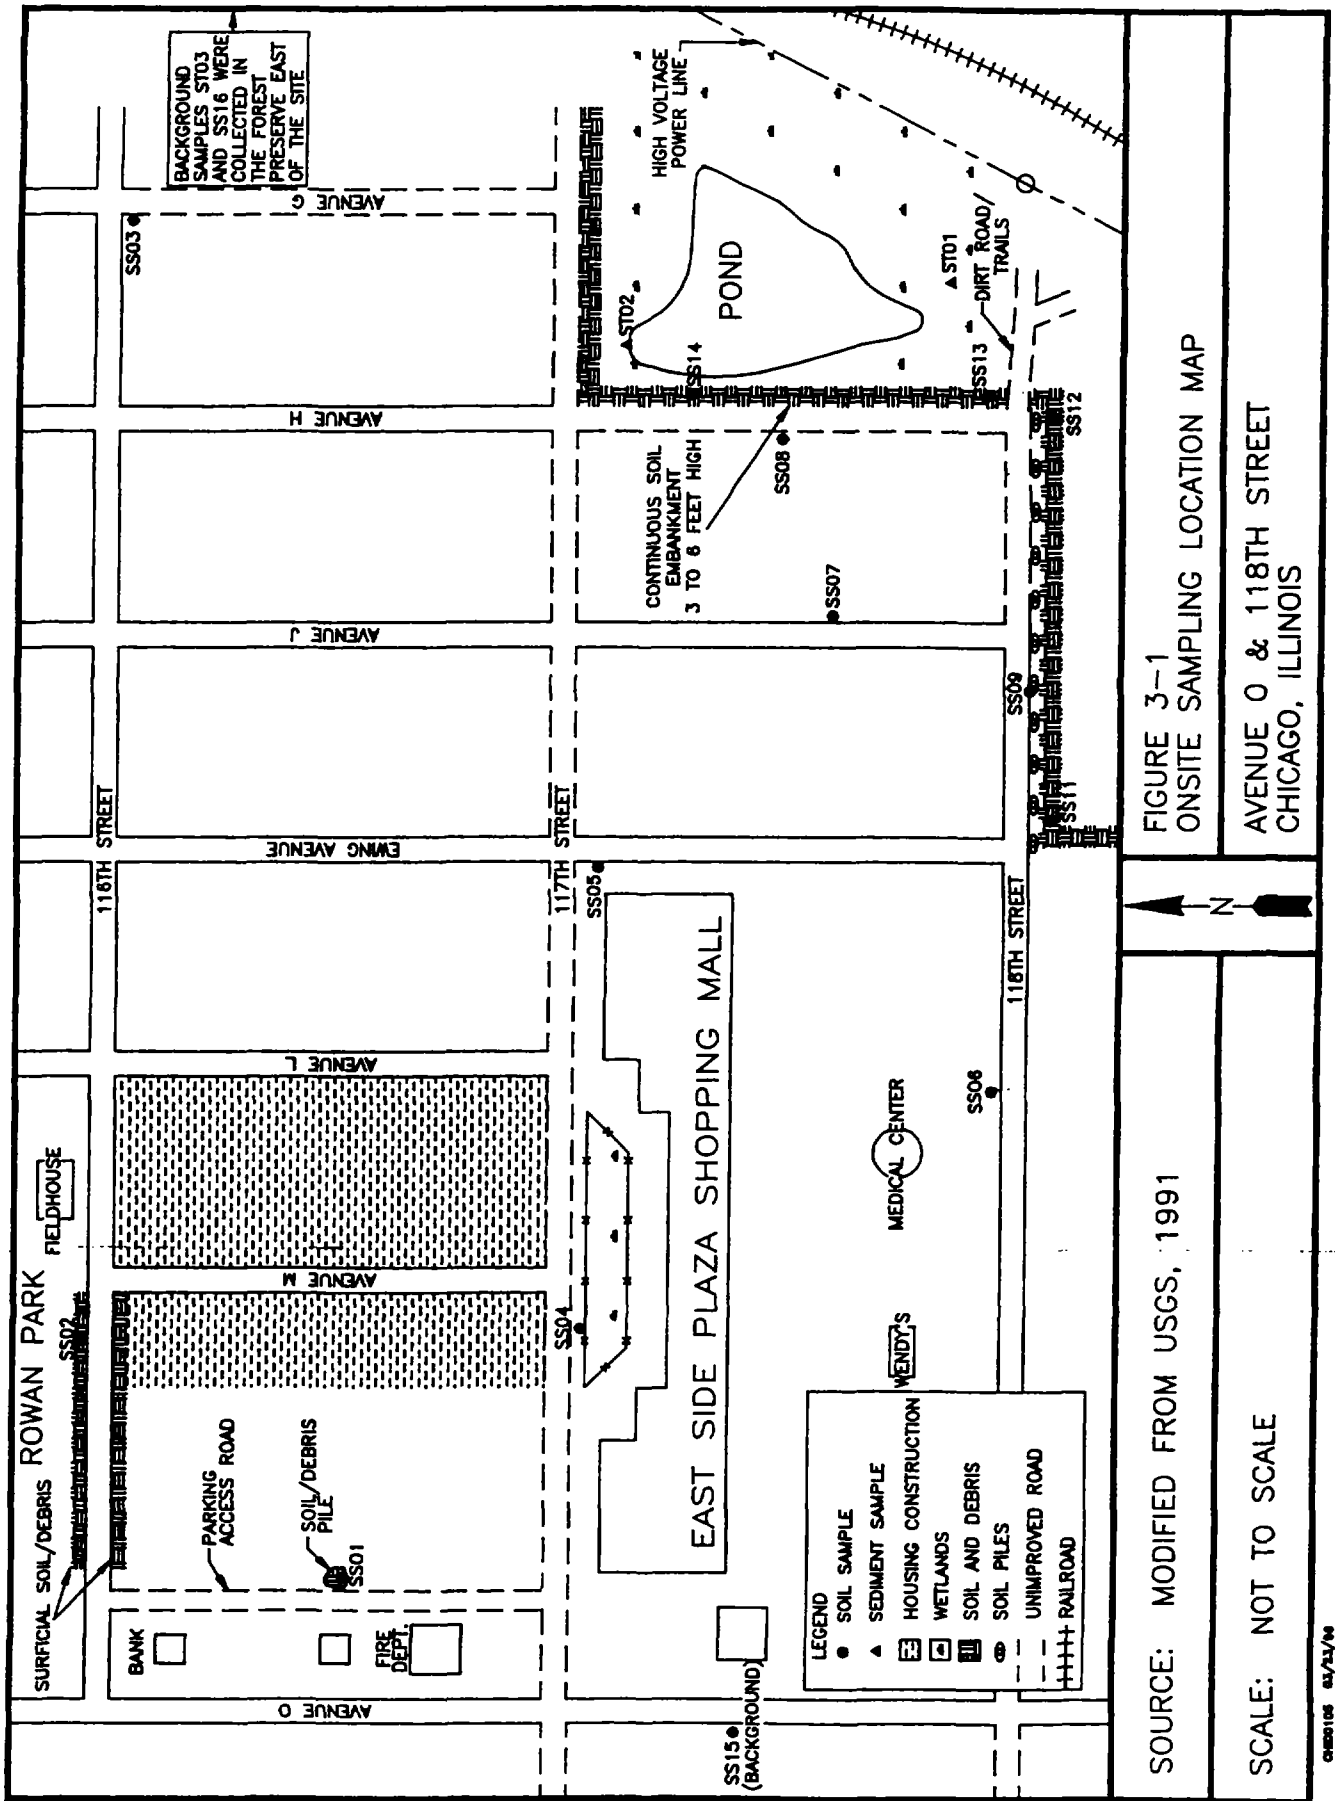 SURFICIAL SOIL/DEBRIS
ROWAN PARK
FIELDHOUSE
SS02
116TH STREET
BACKGROUND
SAMPLES ST03
AND SS16 WERE
COLLECTED IN
THE FOREST
PRESERVE EAST
OF THE SITE
SS03
BANK
PARKING
ACCESS ROAD
SOIL/DEBRIS
PILE
SS01
FIRE
DEPT.
AVENUE O
AVENUE M
AVENUE L
EWING AVENUE
AVENUE J
AVENUE H
AVENUE G
117TH STREET
SS04
SS05
ST02
HIGH VOLTAGE
POWER LINE
CONTINUOUS SOIL
EMBANKMENT
3 TO 6 FEET HIGH
SS14
POND
EAST SIDE PLAZA SHOPPING MALL
SS15
(BACKGROUND)
SS08
SS07
MEDICAL CENTER
WENDY'S
ST01
DIRT ROAD/
TRAILS
SS13
SS06
118TH STREET
SS09
SS11
SS12
LEGEND
SOIL SAMPLE
SEDIMENT SAMPLE
HOUSING CONSTRUCTION
WETLANDS
SOIL AND DEBRIS
SOIL PILES
UNIMPROVED ROAD
RAILROAD
SOURCE: MODIFIED FROM USGS, 1991
SCALE: NOT TO SCALE
N
FIGURE 3-1
ONSITE SAMPLING LOCATION MAP
AVENUE O & 118TH STREET
CHICAGO, ILLINOIS